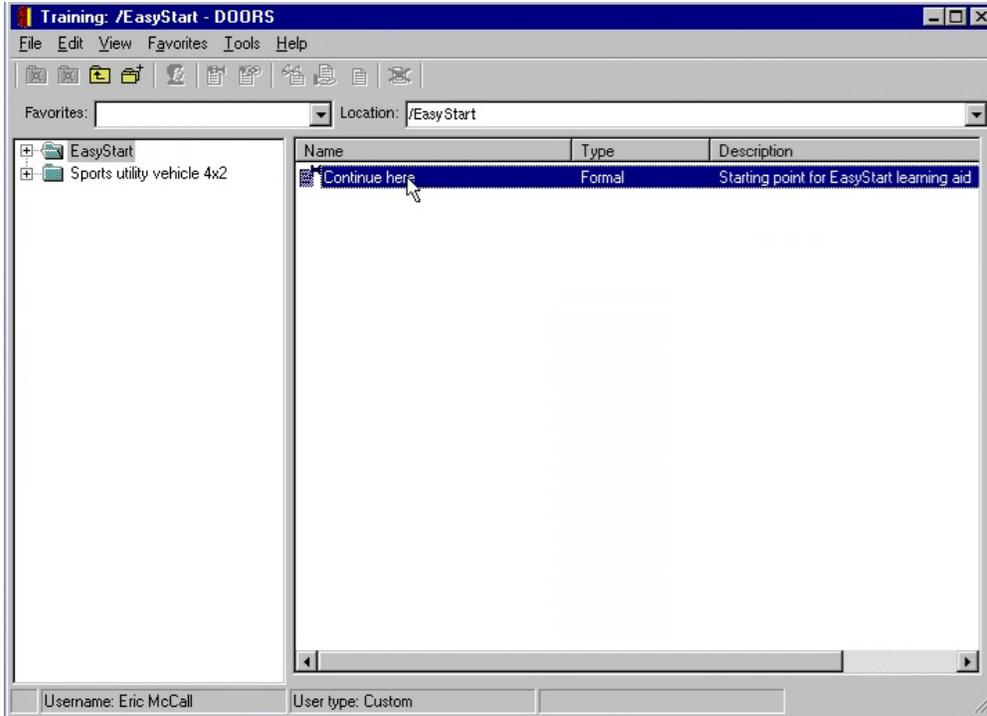 Training: /EasyStart - DOORS
File Edit View Favorites Tools Help
Favorites: Location: /EasyStart
EasyStart
Sports utility vehicle 4x2
Name Type Description
Continue here Formal Starting point for EasyStart learning aid
Username: Eric McCall User type: Custom